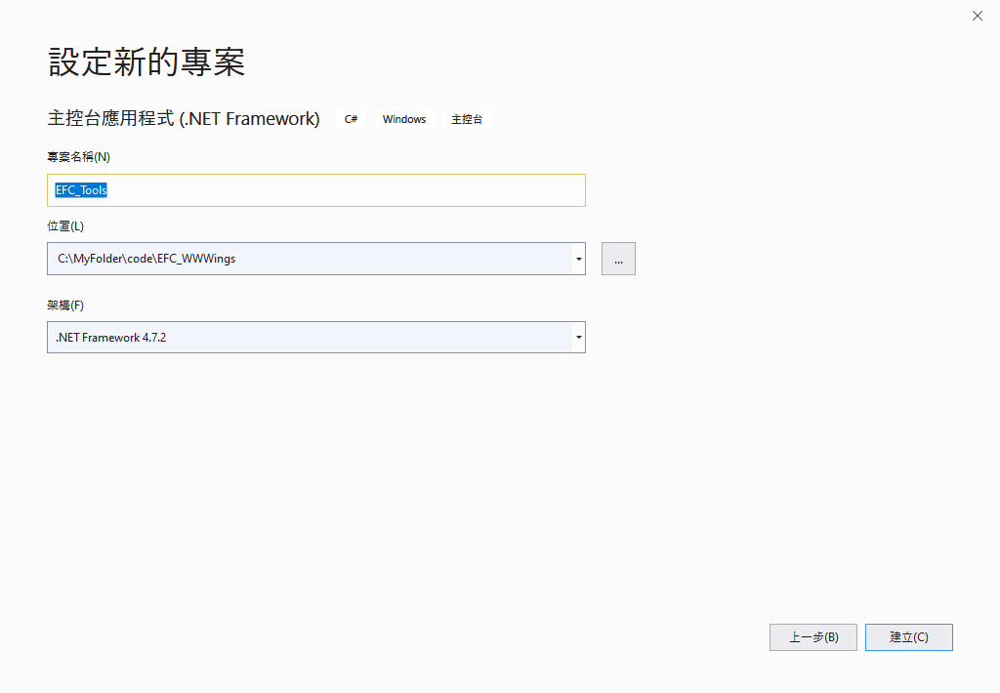 設定新的專案
主控台應用程式 (.NET Framework) C# Windows 主控台
專案名稱(N)
EFC_Tools
位置(L)
C:\MyFolder\code\EFC_WWWings
...
架構(F)
.NET Framework 4.7.2
上一步(B) 建立(C)